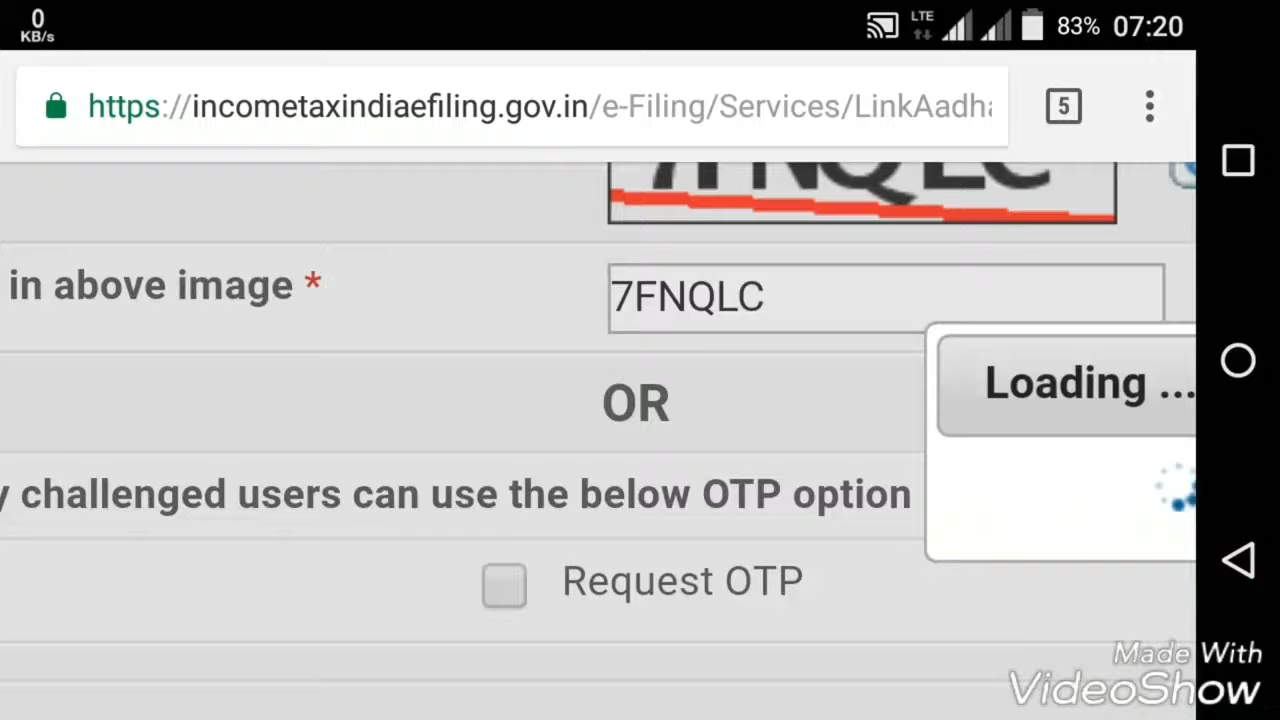 0
KB/s
LTE
83% 07:20
https://incometaxindiaefiling.gov.in/e-Filing/Services/LinkAadha
5
7FNQLC
in above image *
7FNQLC
Loading ...
OR
y challenged users can use the below OTP option
Request OTP
Made With
VideoShow